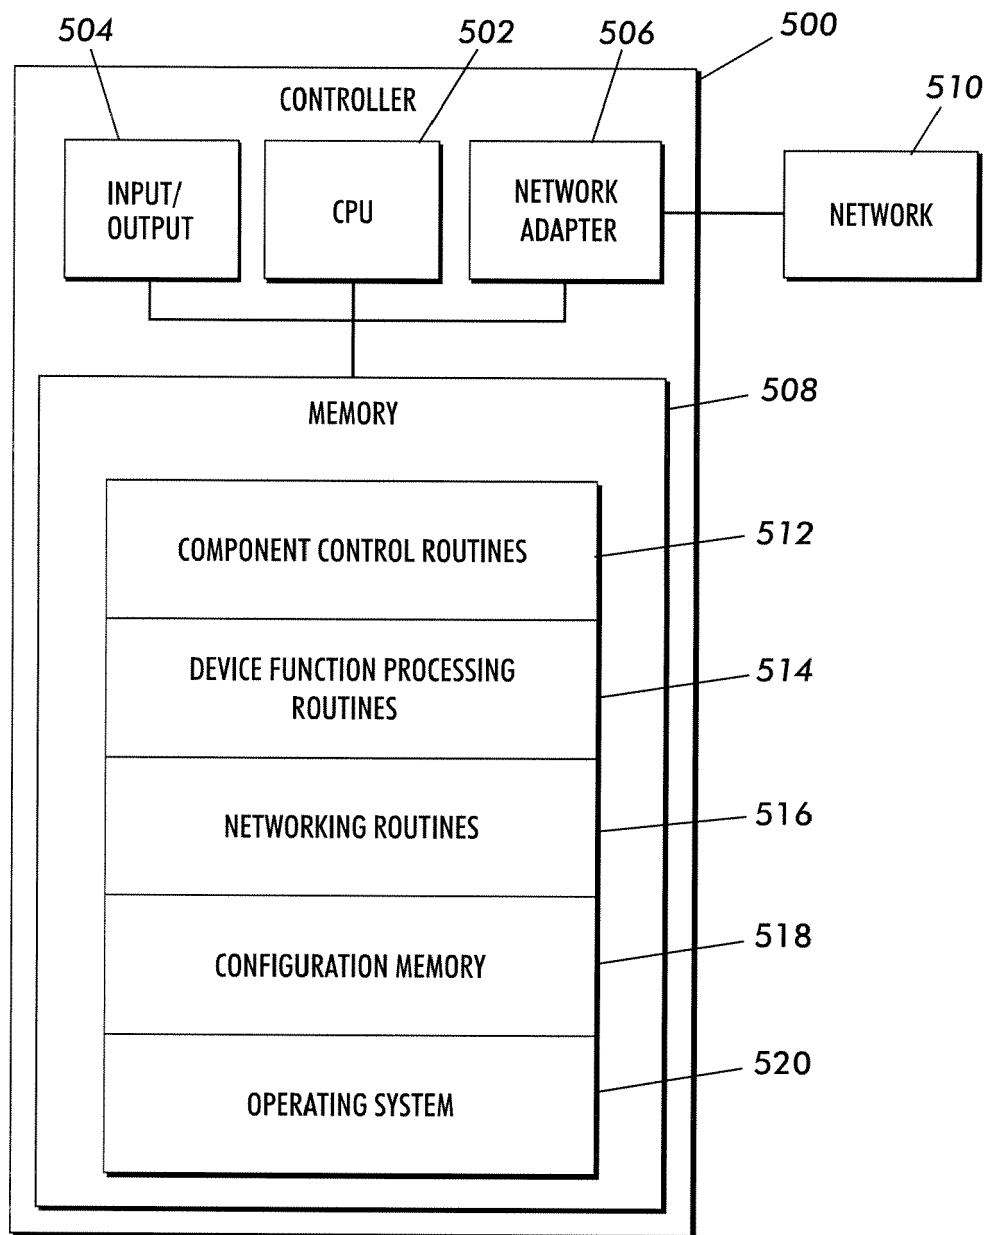 504
502
506
500
510
CONTROLLER
INPUT/
OUTPUT
CPU
NETWORK
ADAPTER
NETWORK
508
MEMORY
COMPONENT CONTROL ROUTINES
512
DEVICE FUNCTION PROCESSING
ROUTINES
514
NETWORKING ROUTINES
516
CONFIGURATION MEMORY
518
OPERATING SYSTEM
520